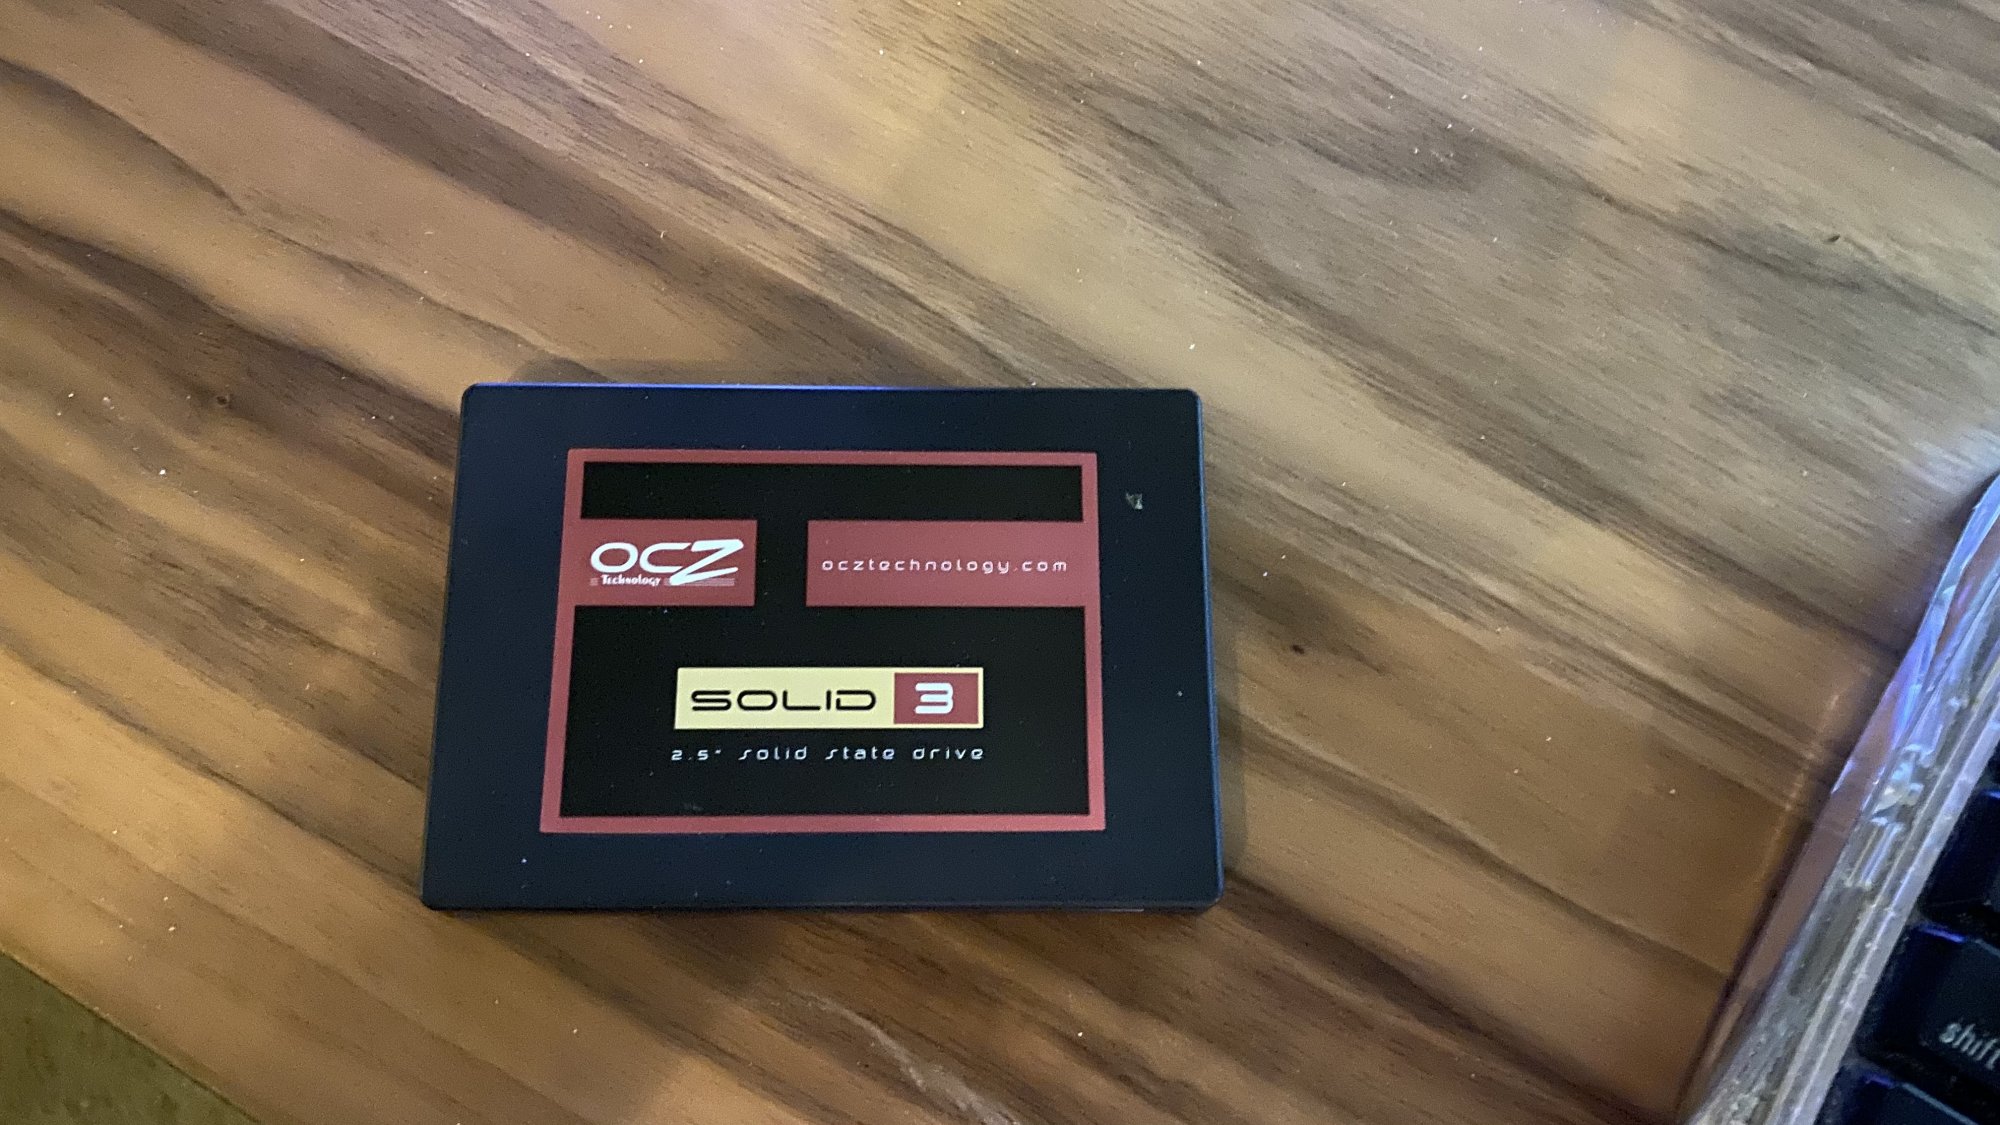 OCZ
Technology
ocztechnology.com
SOLID 3
2.5" solid state drive
shift